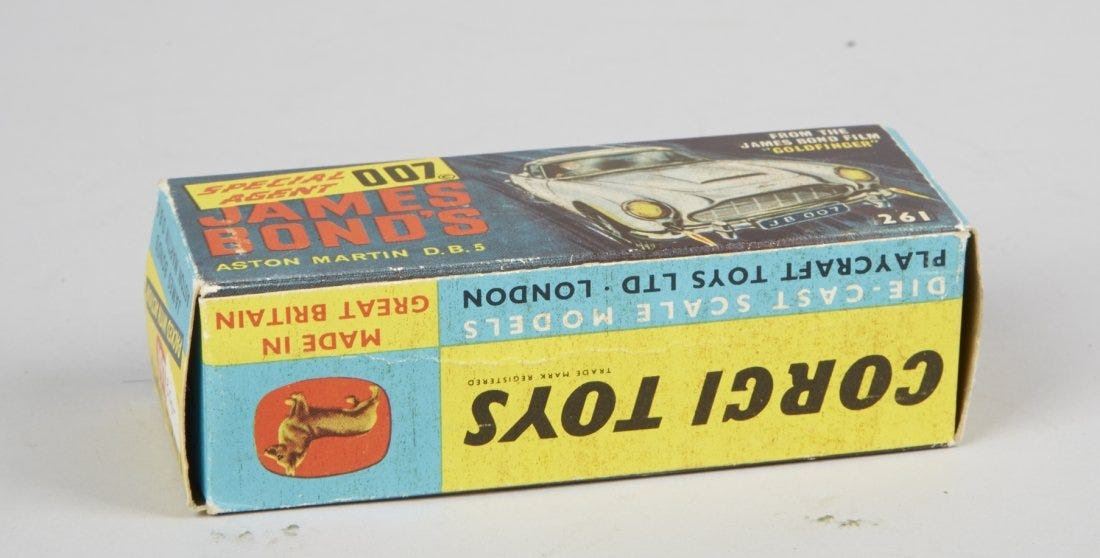 SPECIAL
AGENT
007
JAMES
BOND'S
ASTON MARTIN D.B.5
FROM THE
JAMES BOND FILM
"GOLDFINGER"
JB 007
261
CORGI TOYS
TRADE MARK REGISTERED
DIE-CAST SCALE MODELS
PLAYCRAFT TOYS LTD · LONDON
MADE IN
GREAT BRITAIN